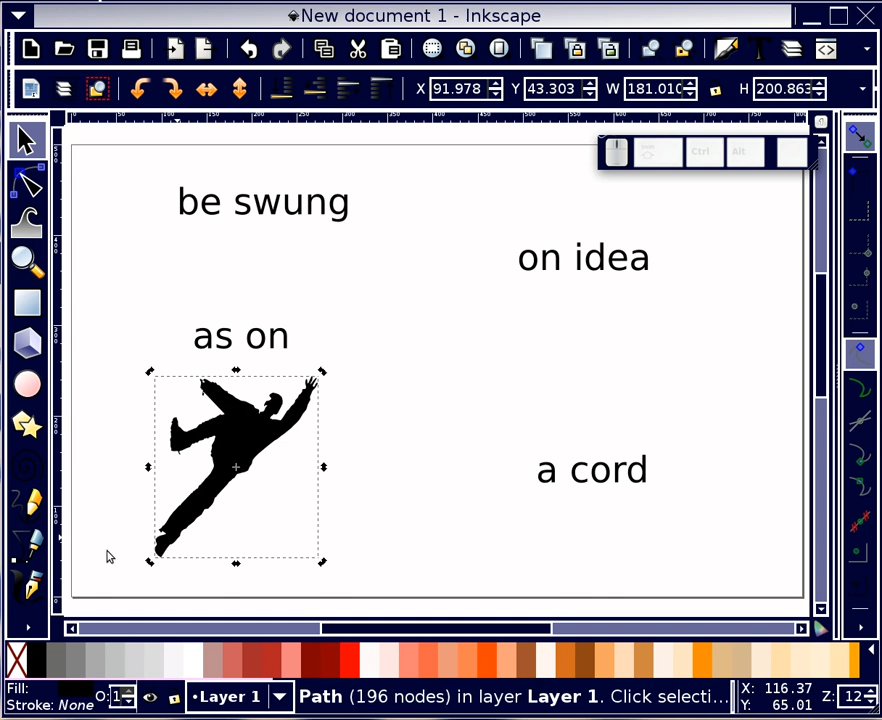 New document 1 - Inkscape
X 91.978 Y 43.303 W 181.010 H 200.863
Ctrl Alt
be swung
on idea
as on
a cord
Fill:
Stroke: None
O: 1
Layer 1
Path (196 nodes) in layer Layer 1. Click selecti...
X: 116.37
Y: 65.01
Z: 12